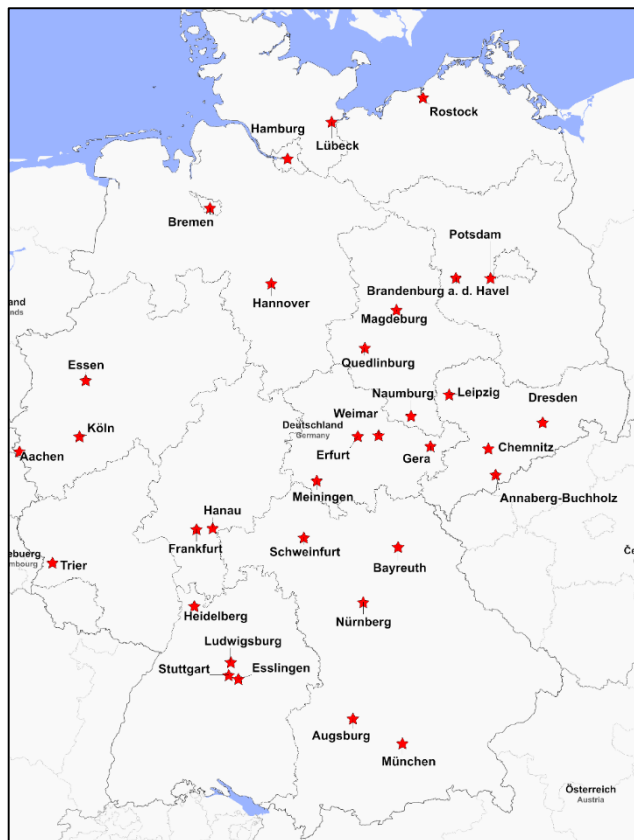 Rostock
Hamburg
Lübeck
Bremen
Potsdam
Brandenburg a. d. Havel
Hannover
Magdeburg
Quedlinburg
Essen
Naumburg
Leipzig
Dresden
Köln
Weimar
Deutschland
Germany
Erfurt
Gera
Chemnitz
Aachen
Meiningen
Annaberg-Buchholz
Hanau
Frankfurt
Schweinfurt
Bayreuth
Trier
Heidelberg
Nürnberg
Ludwigsburg
Stuttgart
Esslingen
Augsburg
München
Österreich
Austria